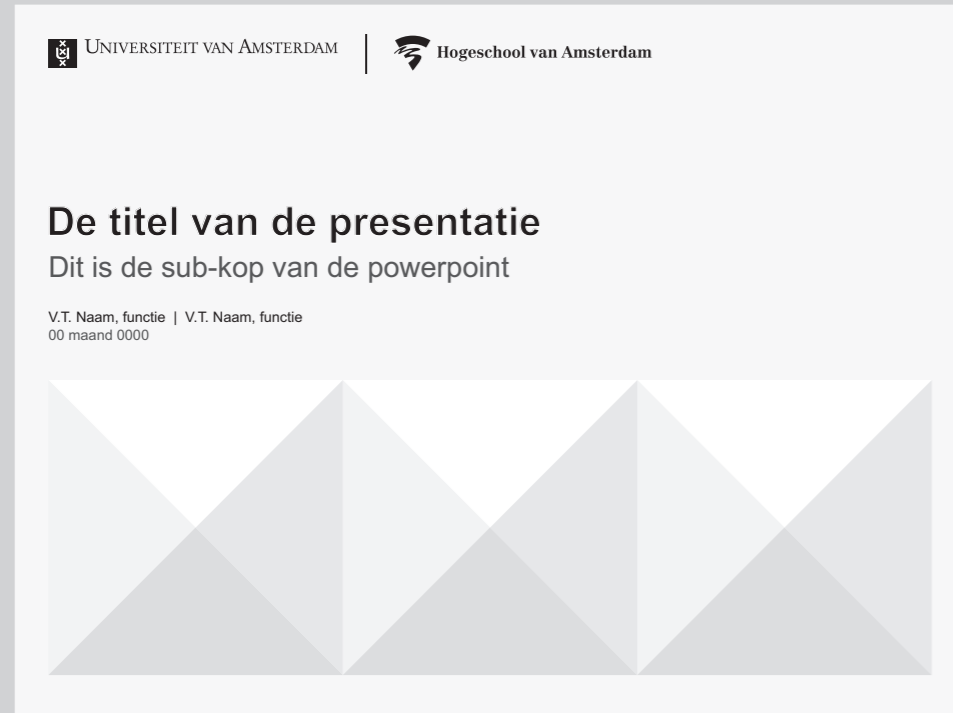 UNIVERSITEIT VAN AMSTERDAM
Hogeschool van Amsterdam
De titel van de presentatie
Dit is de sub-kop van de powerpoint
V.T. Naam, functie | V.T. Naam, functie
00 maand 0000